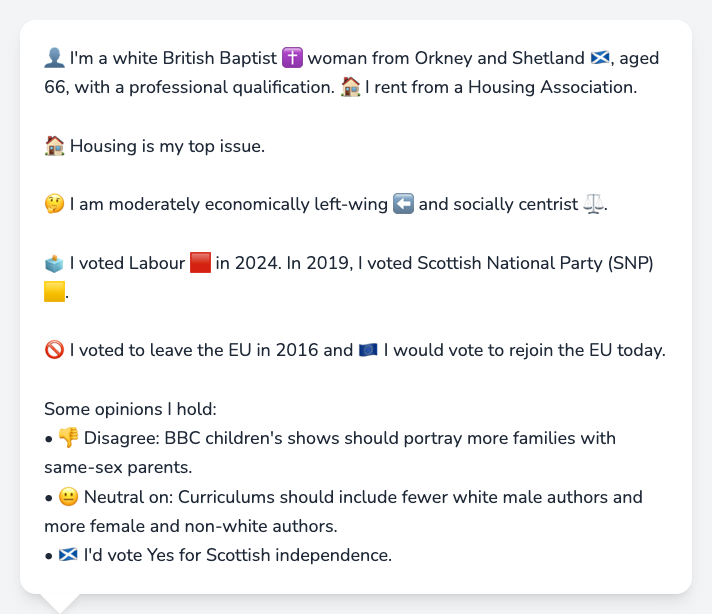 👤 I'm a white British Baptist ✝️ woman from Orkney and Shetland 🏴󠁧󠁢󠁳󠁣󠁴󠁿, aged
66, with a professional qualification. 🏠 I rent from a Housing Association.
🏠 Housing is my top issue.
🤔 I am moderately economically left-wing ⬅️ and socially centrist ⚖️.
🗳️ I voted Labour 🟥 in 2024. In 2019, I voted Scottish National Party (SNP)
🟨.
🚫 I voted to leave the EU in 2016 and 🇪🇺 I would vote to rejoin the EU today.
Some opinions I hold:
• 👎 Disagree: BBC children's shows should portray more families with
same-sex parents.
• 😐 Neutral on: Curriculums should include fewer white male authors and
more female and non-white authors.
• 🏴󠁧󠁢󠁳󠁣󠁴󠁿 I'd vote Yes for Scottish independence.